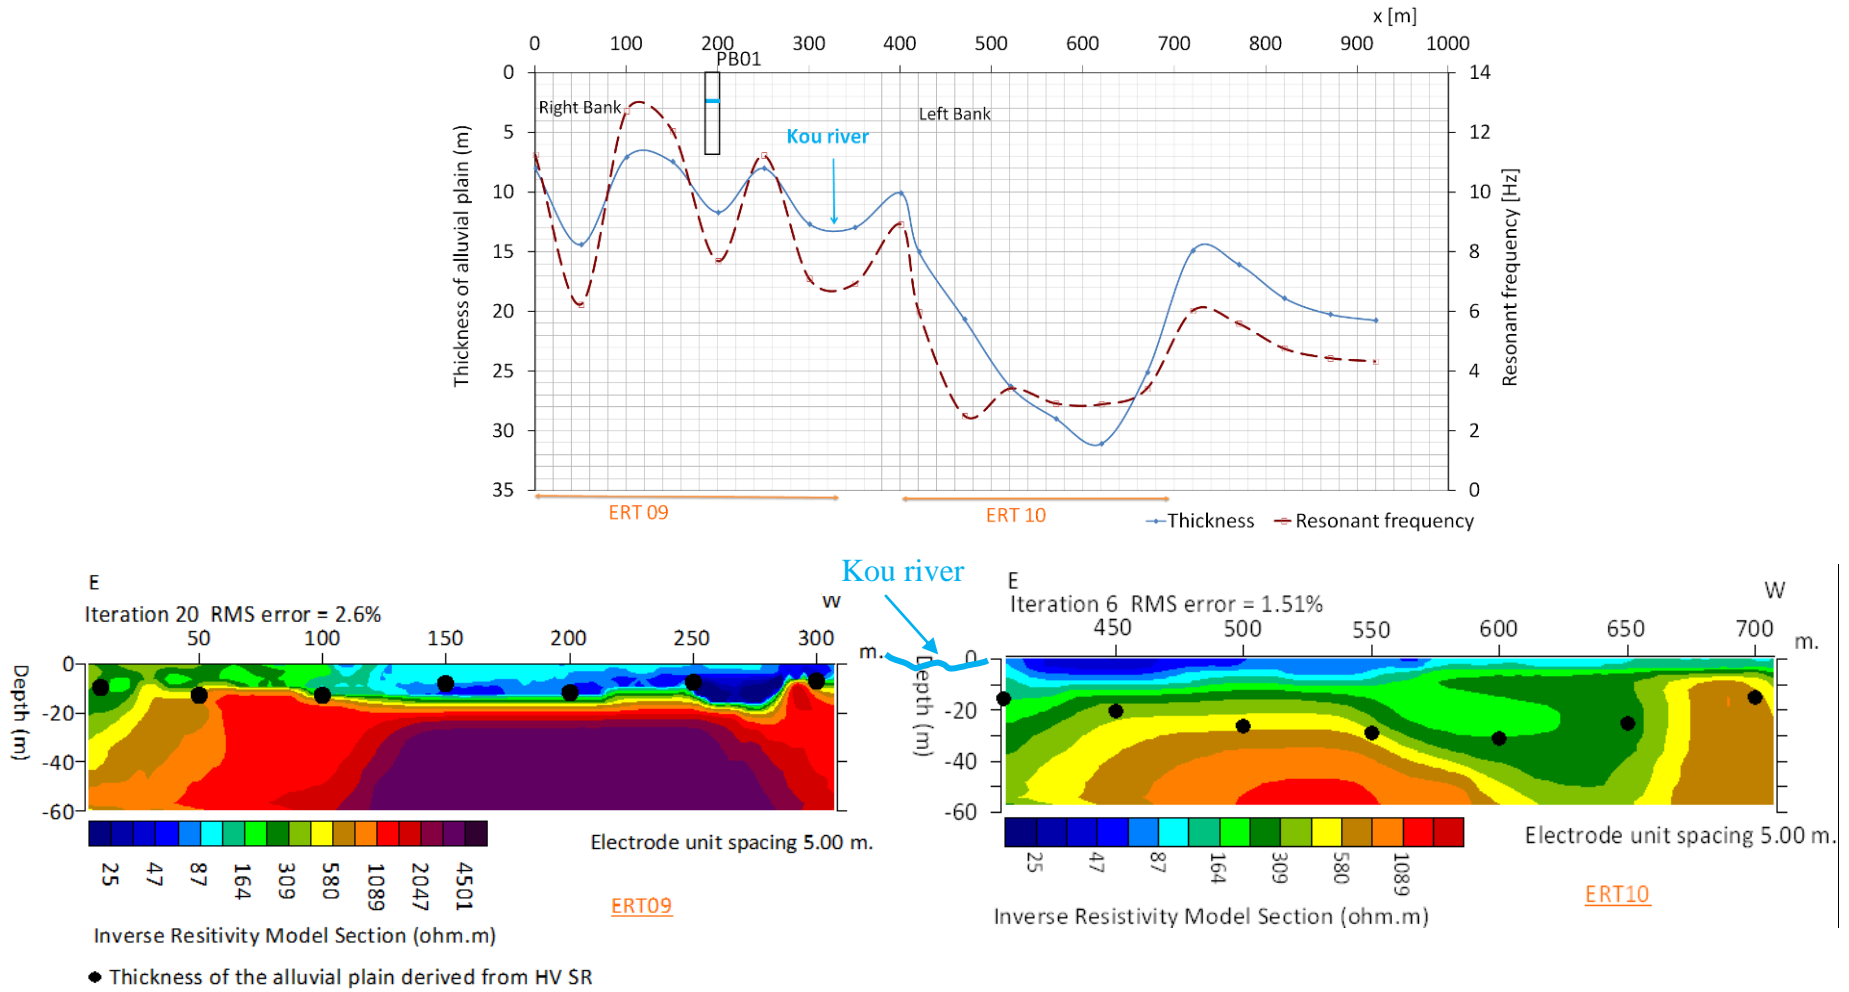 x [m]
0 100 200 300 400 500 600 700 800 900 1000
PB01
0 14
Right Bank
Left Bank
5 12
Kou river
10 10
15 8
20 6
25 4
30 2
35 0
Thickness of alluvial plain (m)
Resonant frequency [Hz]
ERT 09
ERT 10
Thickness
Resonant frequency
Kou river
E
W
Iteration 20 RMS error = 2.6%
50 100 150 200 250 300
m.
0
-20
-40
-60
Depth (m)
25 47 87 164 309 580 1089 2047 4501
Electrode unit spacing 5.00 m.
ERT09
Inverse Resitivity Model Section (ohm.m)
Thickness of the alluvial plain derived from HV SR
E
W
Iteration 6 RMS error = 1.51%
450 500 550 600 650 700
m.
0
-20
-40
-60
Depth (m)
25 47 87 164 309 580 1089
Electrode unit spacing 5.00 m.
ERT10
Inverse Resistivity Model Section (ohm.m)